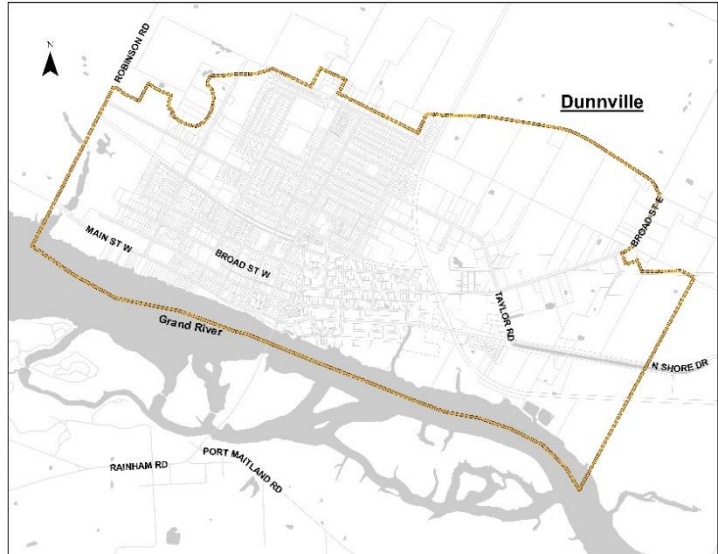 N
ROBINSON RD
Dunnville
BROAD ST E
MAIN ST W
BROAD ST W
TAYLOR RD
Grand River
N SHORE DR
PORT MAITLAND RD
RAINHAM RD